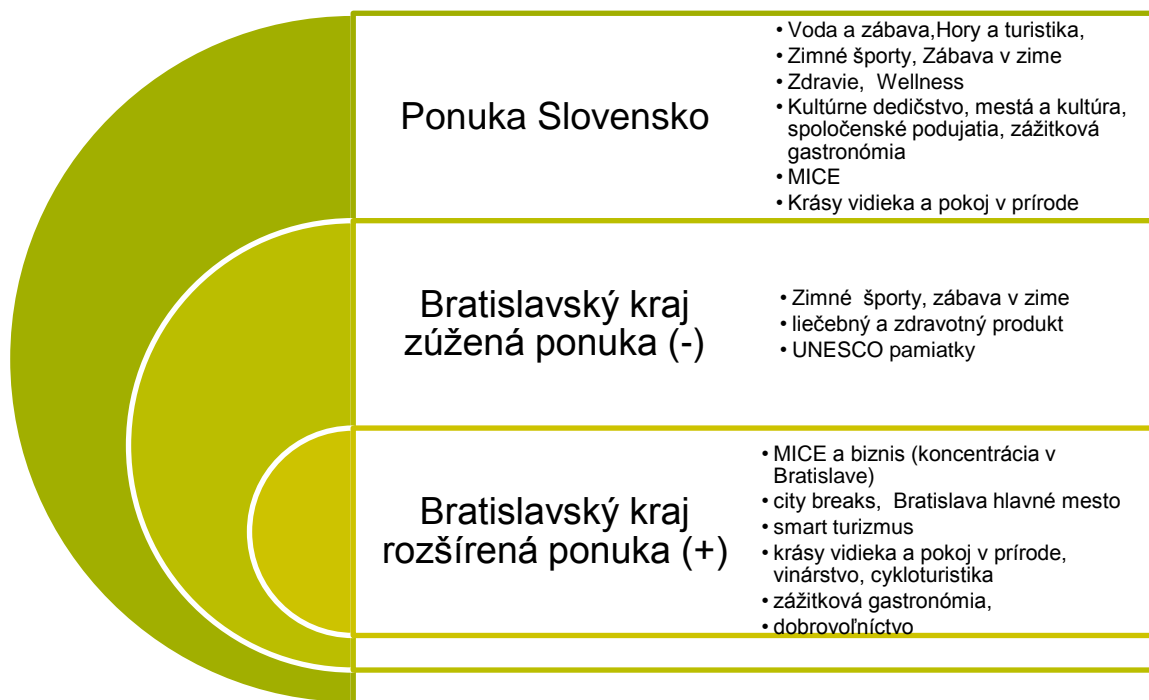 Ponuka Slovensko
• Voda a zábava,Hory a turistika,
• Zimné športy, Zábava v zime
• Zdravie, Wellness
• Kultúrne dedičstvo, mestá a kultúra,
spoločenské podujatia, zážitková
gastronómia
• MICE
• Krásy vidieka a pokoj v prírode
Bratislavský kraj
zúžená ponuka (-)
• Zimné športy, zábava v zime
• liečebný a zdravotný produkt
• UNESCO pamiatky
Bratislavský kraj
rozšírená ponuka (+)
• MICE a biznis (koncentrácia v
Bratislave)
• city breaks, Bratislava hlavné mesto
• smart turizmus
• krásy vidieka a pokoj v prírode,
vinárstvo, cykloturistika
• zážitková gastronómia,
• dobrovoľníctvo